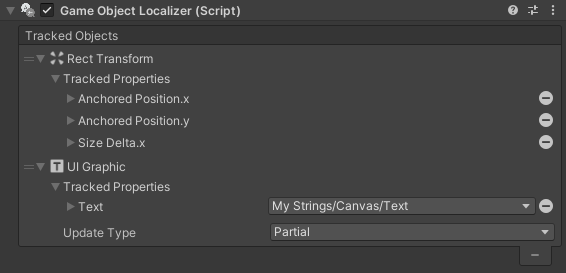 Game Object Localizer (Script)
Tracked Objects
Rect Transform
Tracked Properties
Anchored Position.x
Anchored Position.y
Size Delta.x
UI Graphic
Tracked Properties
Text My Strings/Canvas/Text
Update Type Partial